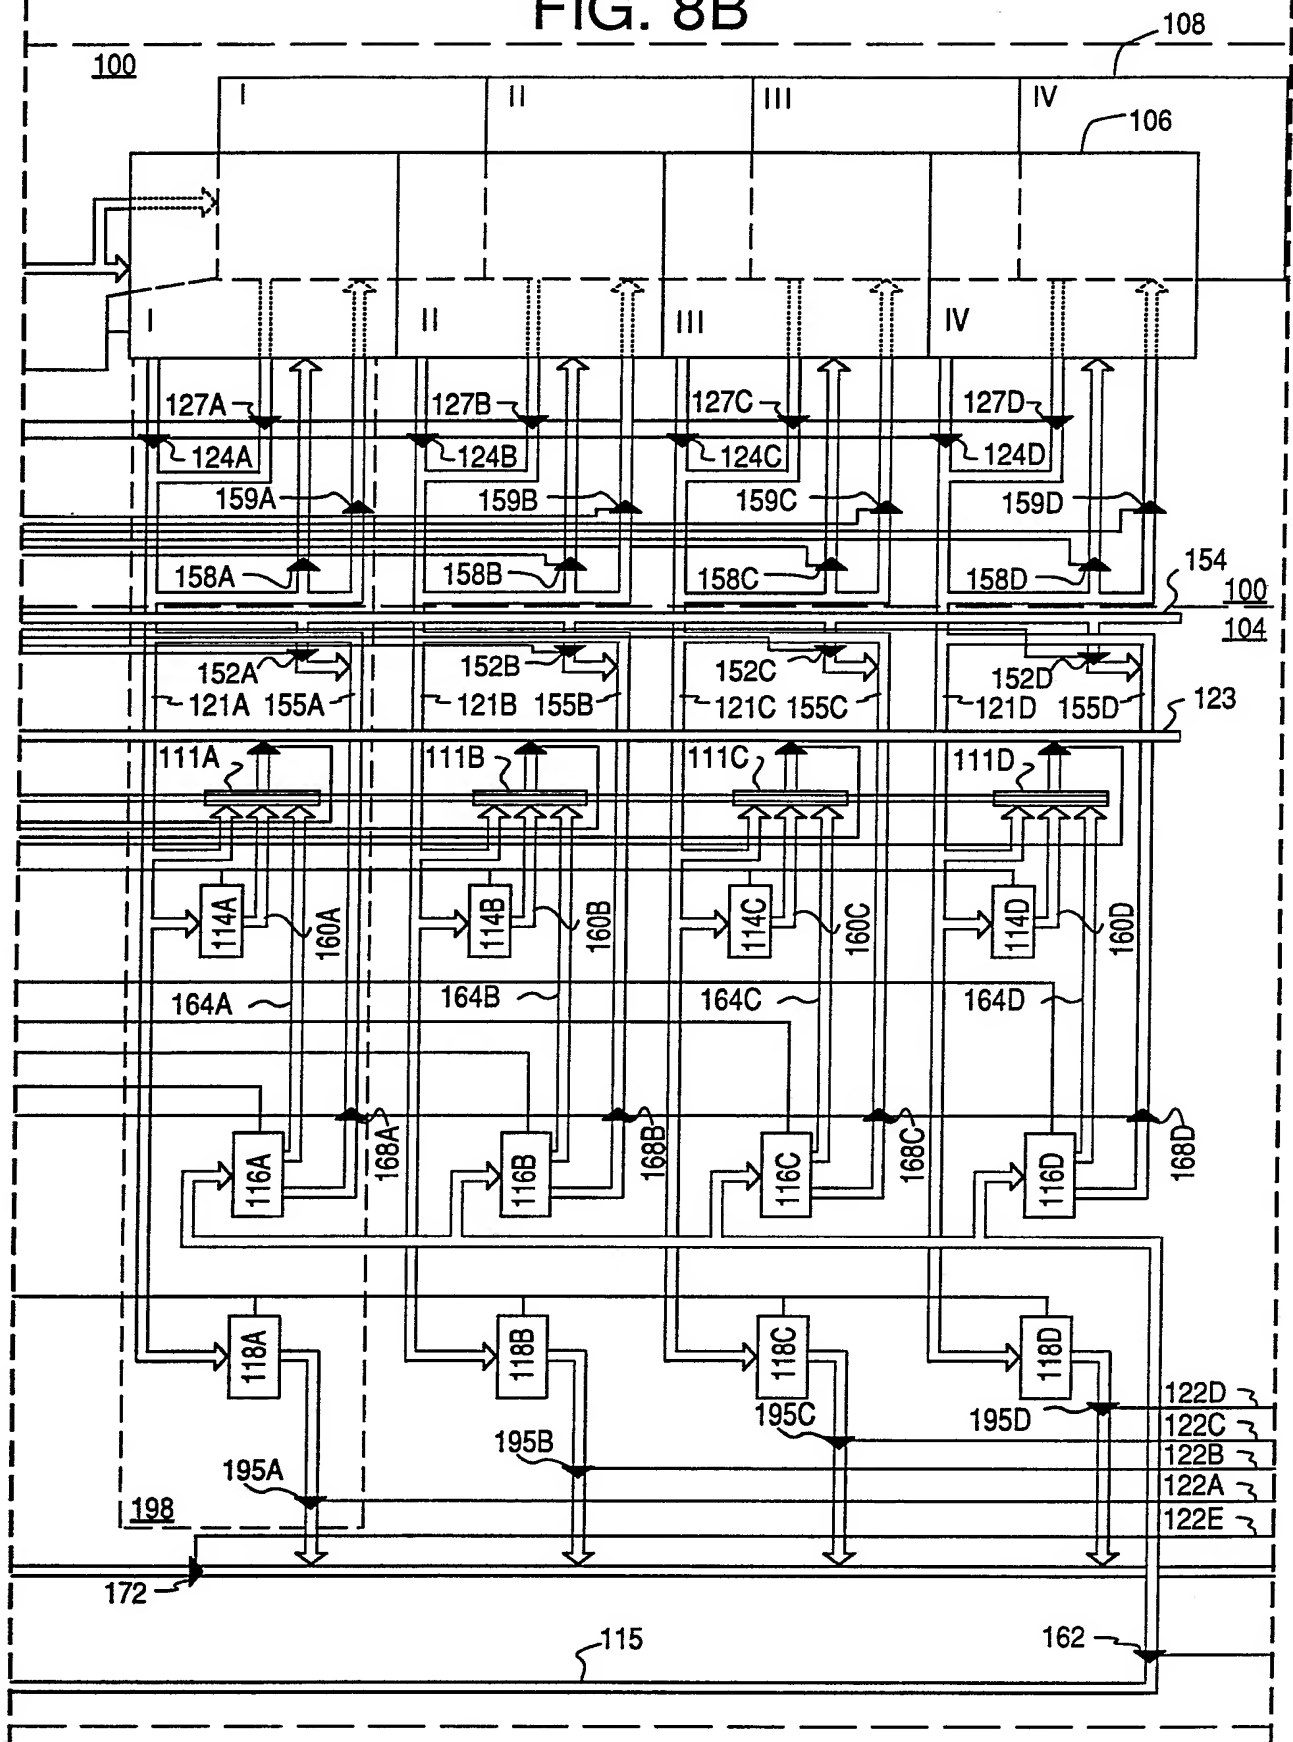 FIG. 8B
108
100
I II III IV
106
I II III IV
127A 127B 127C 127D
124A 124B 124C 124D
159A 159B 159C 159D
158A 158B 158C 158D
154
100
104
152A 152B 152C 152D
121A 155A 121B 155B 121C 155C 121D 155D
123
111A 111B 111C 111D
114A 160A 114B 160B 114C 160C 114D 160D
164A 164B 164C 164D
116A 168A 116B 168B 116C 168C 116D 168D
118A 118B 118C 118D
122D
195C 195D
122C
195B
122B
195A
122A
198
122E
172
115 162